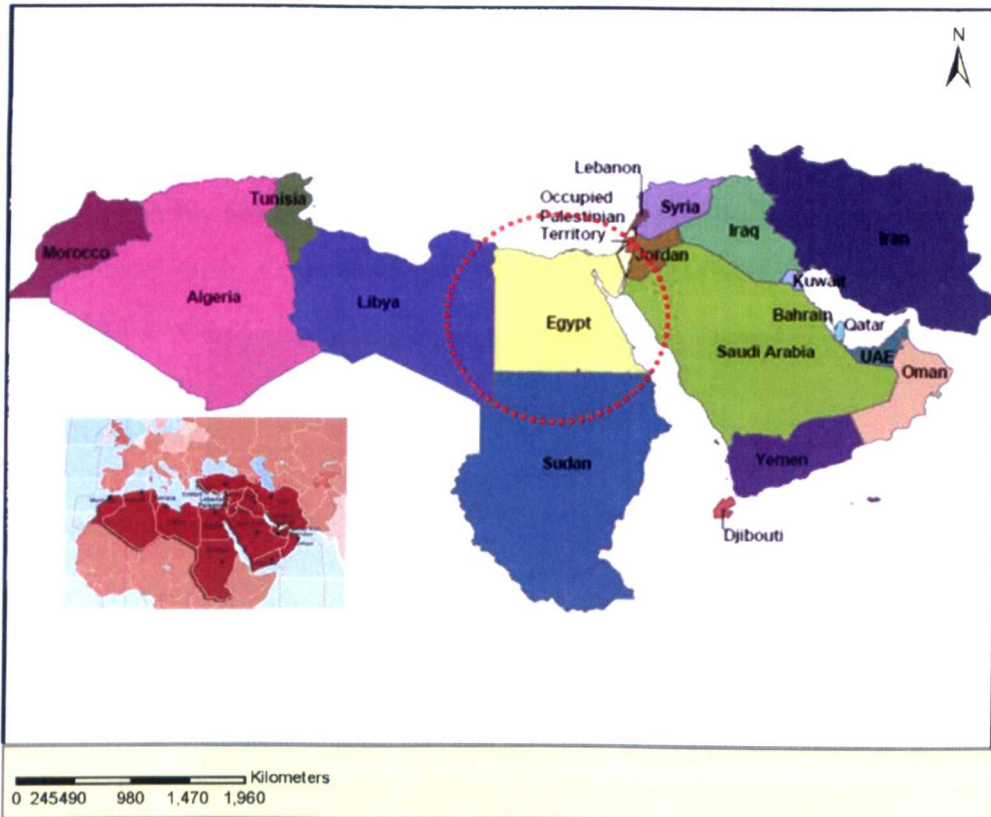 N
Lebanon
Occupied
Palestinian
Territory
Syria
Tunisia
Morocco
Iraq
Iran
Jordan
Algeria
Libya
Kuwait
Egypt
Bahrain
Qatar
Saudi Arabia
UAE
Oman
Sudan
Yemen
Djibouti
Kilometers
0 245490 980 1,470 1,960